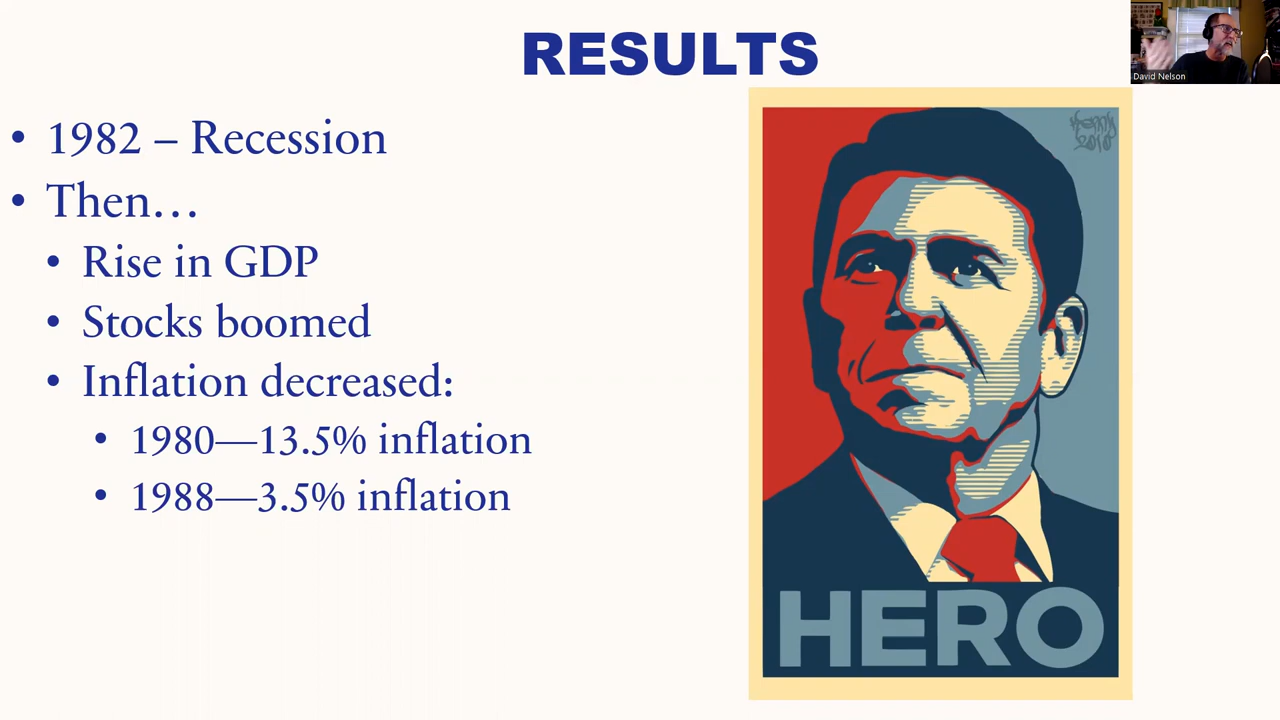 RESULTS
David Nelson
• 1982 – Recession
• Then…
• Rise in GDP
• Stocks boomed
• Inflation decreased:
• 1980—13.5% inflation
• 1988—3.5% inflation
2010
HERO